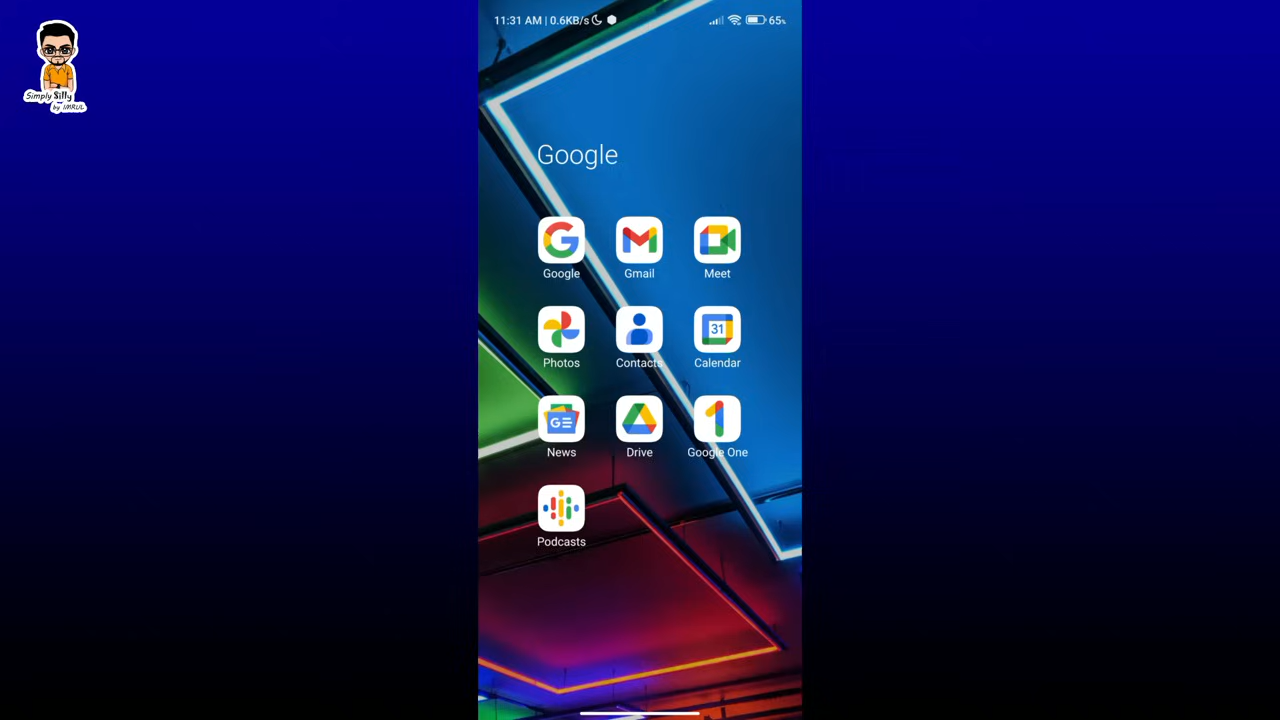 Simply Silly
by IMRUL
11:31 AM | 0.6KB/s
65%
Google
Google
Gmail
Meet
Photos
Contacts
31
Calendar
GE
News
Drive
Google One
Podcasts